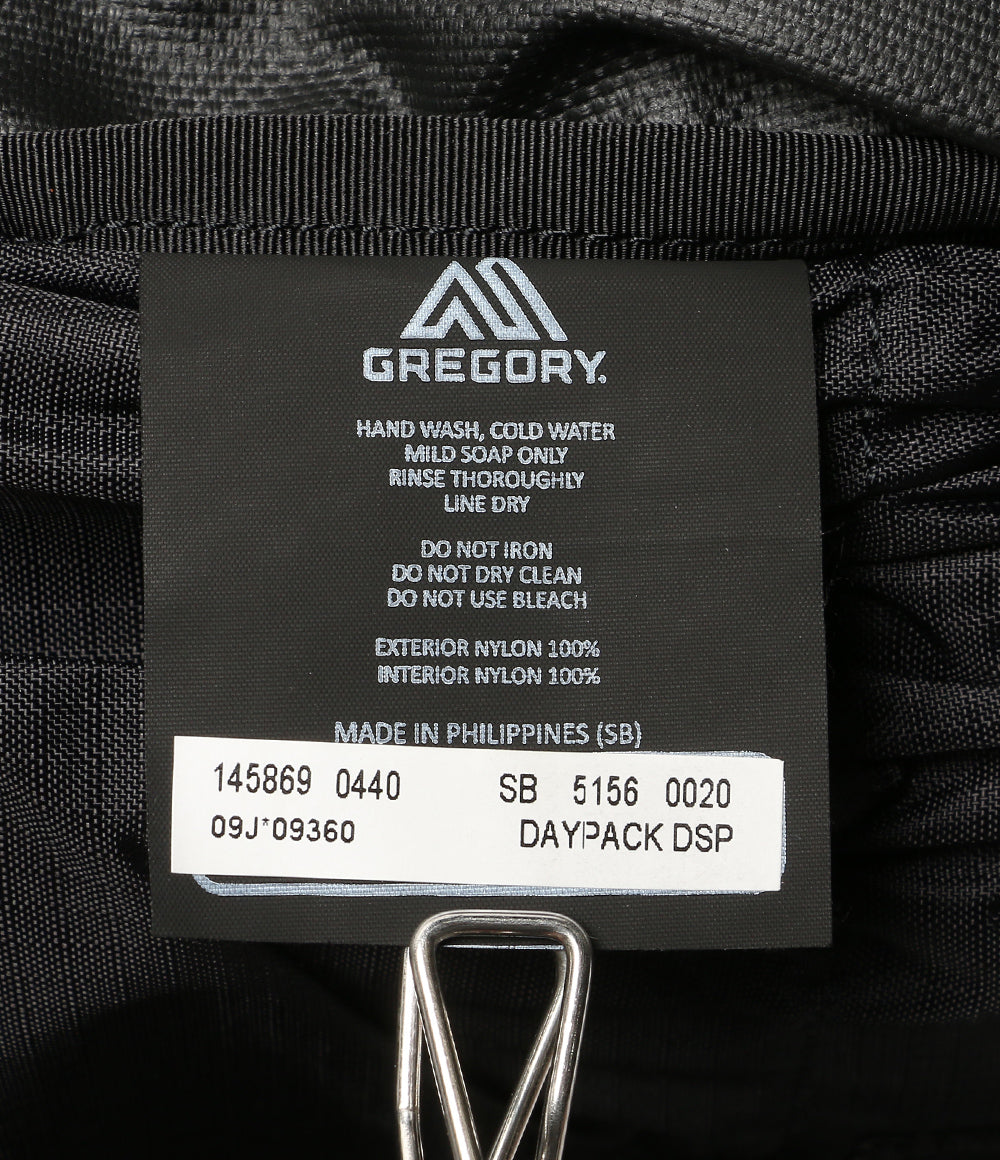 GREGORY.
HAND WASH, COLD WATER
MILD SOAP ONLY
RINSE THOROUGHLY
LINE DRY
DO NOT IRON
DO NOT DRY CLEAN
DO NOT USE BLEACH
EXTERIOR NYLON 100%
INTERIOR NYLON 100%
MADE IN PHILIPPINES (SB)
145869 0440 SB 5156 0020
09J*09360 DAYPACK DSP